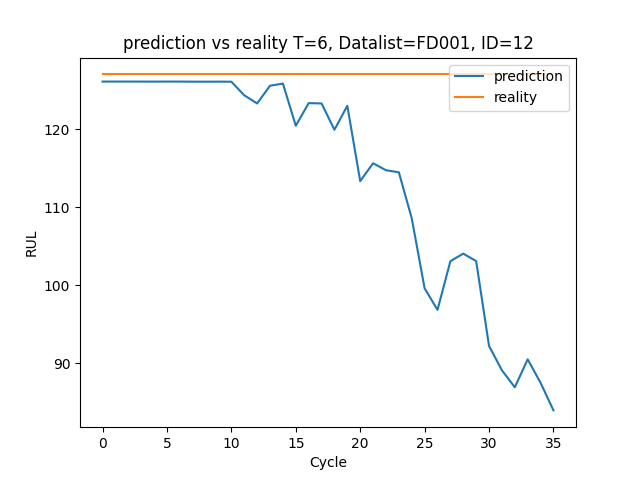 prediction vs reality T=6, Datalist=FD001, ID=12
prediction
reality
120
110
100
90
RUL
0 5 10 15 20 25 30 35
Cycle